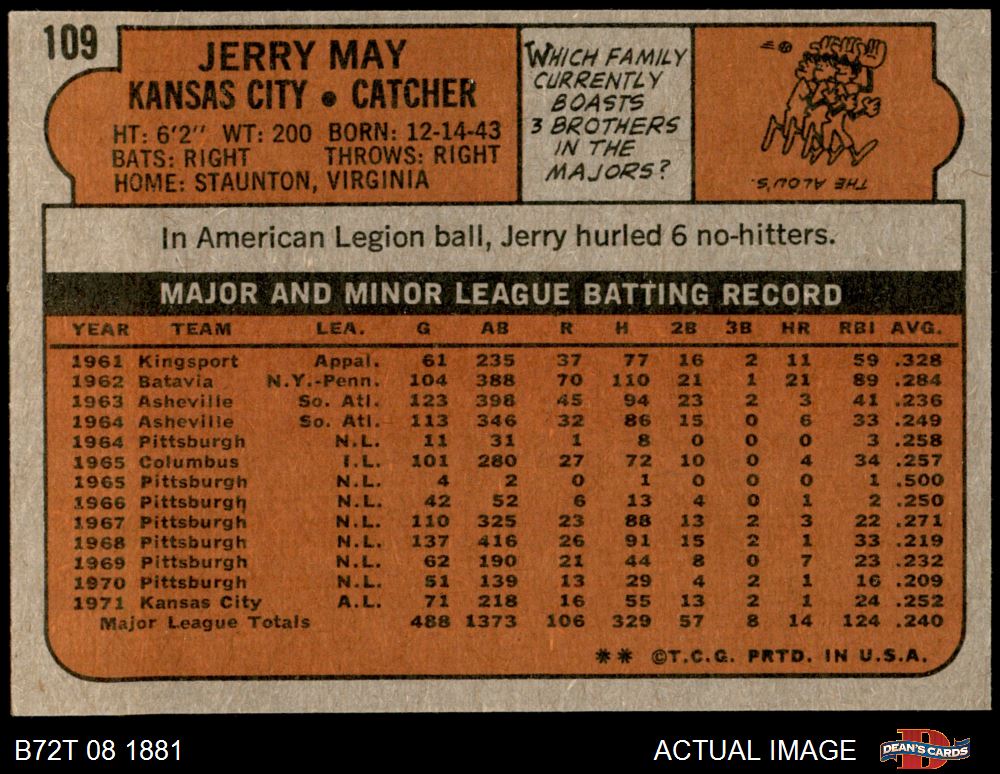 109
JERRY MAY
KANSAS CITY • CATCHER
HT: 6'2" WT: 200 BORN: 12-14-43
BATS: RIGHT THROWS: RIGHT
HOME: STAUNTON, VIRGINIA
WHICH FAMILY
CURRENTLY
BOASTS
3 BROTHERS
IN THE
MAJORS?
THE ALOU'S.
In American Legion ball, Jerry hurled 6 no-hitters.
MAJOR AND MINOR LEAGUE BATTING RECORD
YEAR TEAM LEA. G AB R H 2B 3B HR RBI AVG.
1961 Kingsport Appal. 61 235 37 77 16 2 11 59 .328
1962 Batavia N.Y.-Penn. 104 388 70 110 21 1 21 89 .284
1963 Asheville So. Atl. 123 398 45 94 23 2 3 41 .236
1964 Asheville So. Atl. 113 346 32 86 15 0 6 33 .249
1964 Pittsburgh N.L. 11 31 1 8 0 0 0 3 .258
1965 Columbus I.L. 101 280 27 72 10 0 4 34 .257
1965 Pittsburgh N.L. 4 2 0 1 0 0 0 1 .500
1966 Pittsburgh N.L. 42 52 6 13 4 0 1 2 .250
1967 Pittsburgh N.L. 110 325 23 88 13 2 3 22 .271
1968 Pittsburgh N.L. 137 416 26 91 15 2 1 33 .219
1969 Pittsburgh N.L. 62 190 21 44 8 0 7 23 .232
1970 Pittsburgh N.L. 51 139 13 29 4 2 1 16 .209
1971 Kansas City A.L. 71 218 16 55 13 2 1 24 .252
Major League Totals 488 1373 106 329 57 8 14 124 .240
** ©T.C.G. PRTD. IN U.S.A.
B72T 08 1881 ACTUAL IMAGE DEAN'S CARDS